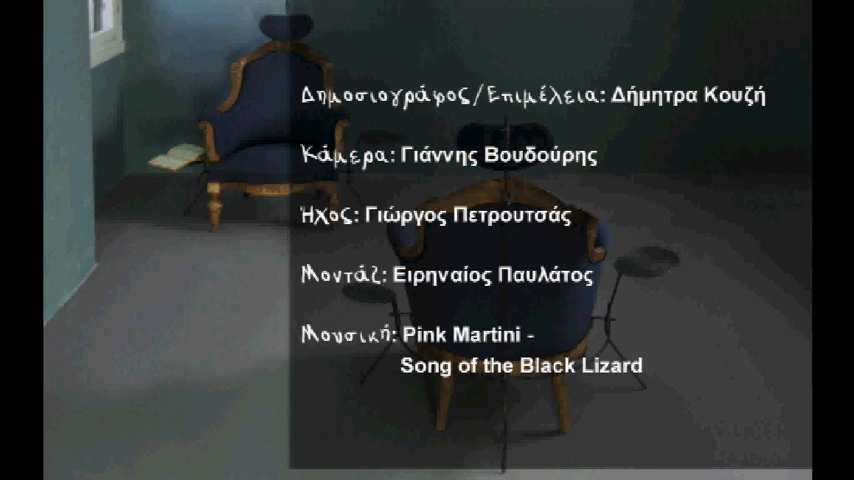 Δημοσιογράφος/Επιμέλεια: Δήμητρα Κουζή
Κάμερα: Γιάννης Βουδούρης
Ήχος: Γιώργος Πετρουτσάς
Μοντάζ: Ειρηναίος Παυλάτος
Μουσική: Pink Martini -
Song of the Black Lizard